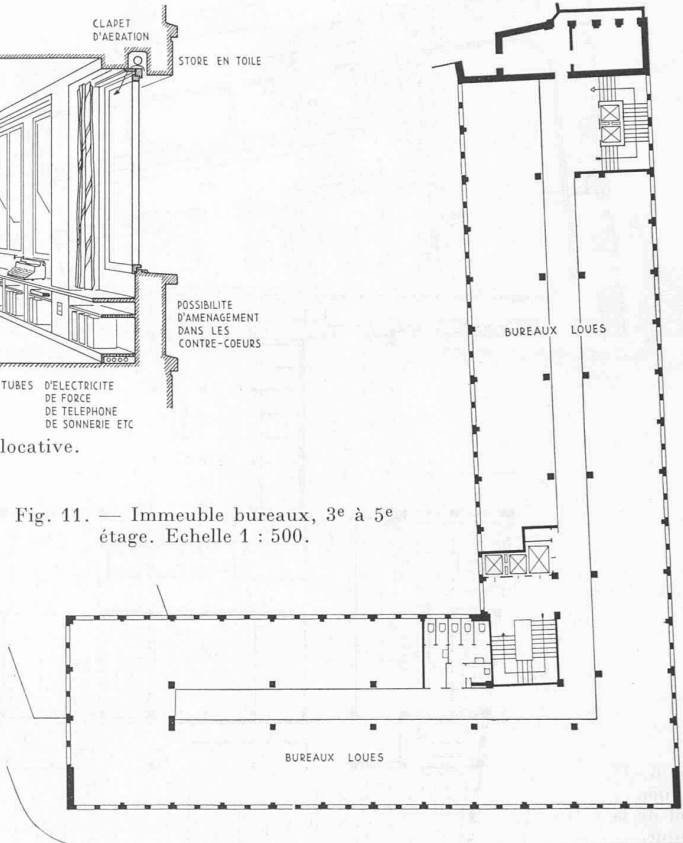 CLAPET
D'AERATION
STORE EN TOILE
POSSIBILITE
D'AMENAGEMENT
DANS LES
CONTRE-COEURS
TUBES D'ELECTRICITE
DE FORCE
DE TELEPHONE
DE SONNERIE ETC
locative.
Fig. 11. — Immeuble bureaux, 3e à 5e
étage. Echelle 1 : 500.
BUREAUX LOUES
BUREAUX LOUES